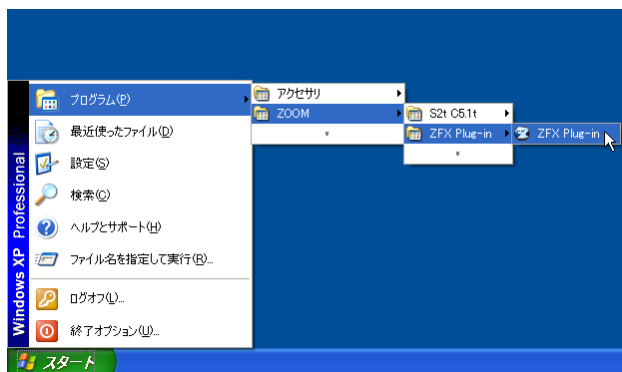 プログラム(P)
最近使ったファイル(D)
設定(S)
検索(C)
ヘルプとサポート(H)
ファイル名を指定して実行(R)...
ログオフ(L)...
終了オプション(U)...
Windows XP Professional
スタート
アクセサリ
ZOOM
S2t C5.1t
ZFX Plug-in
ZFX Plug-in